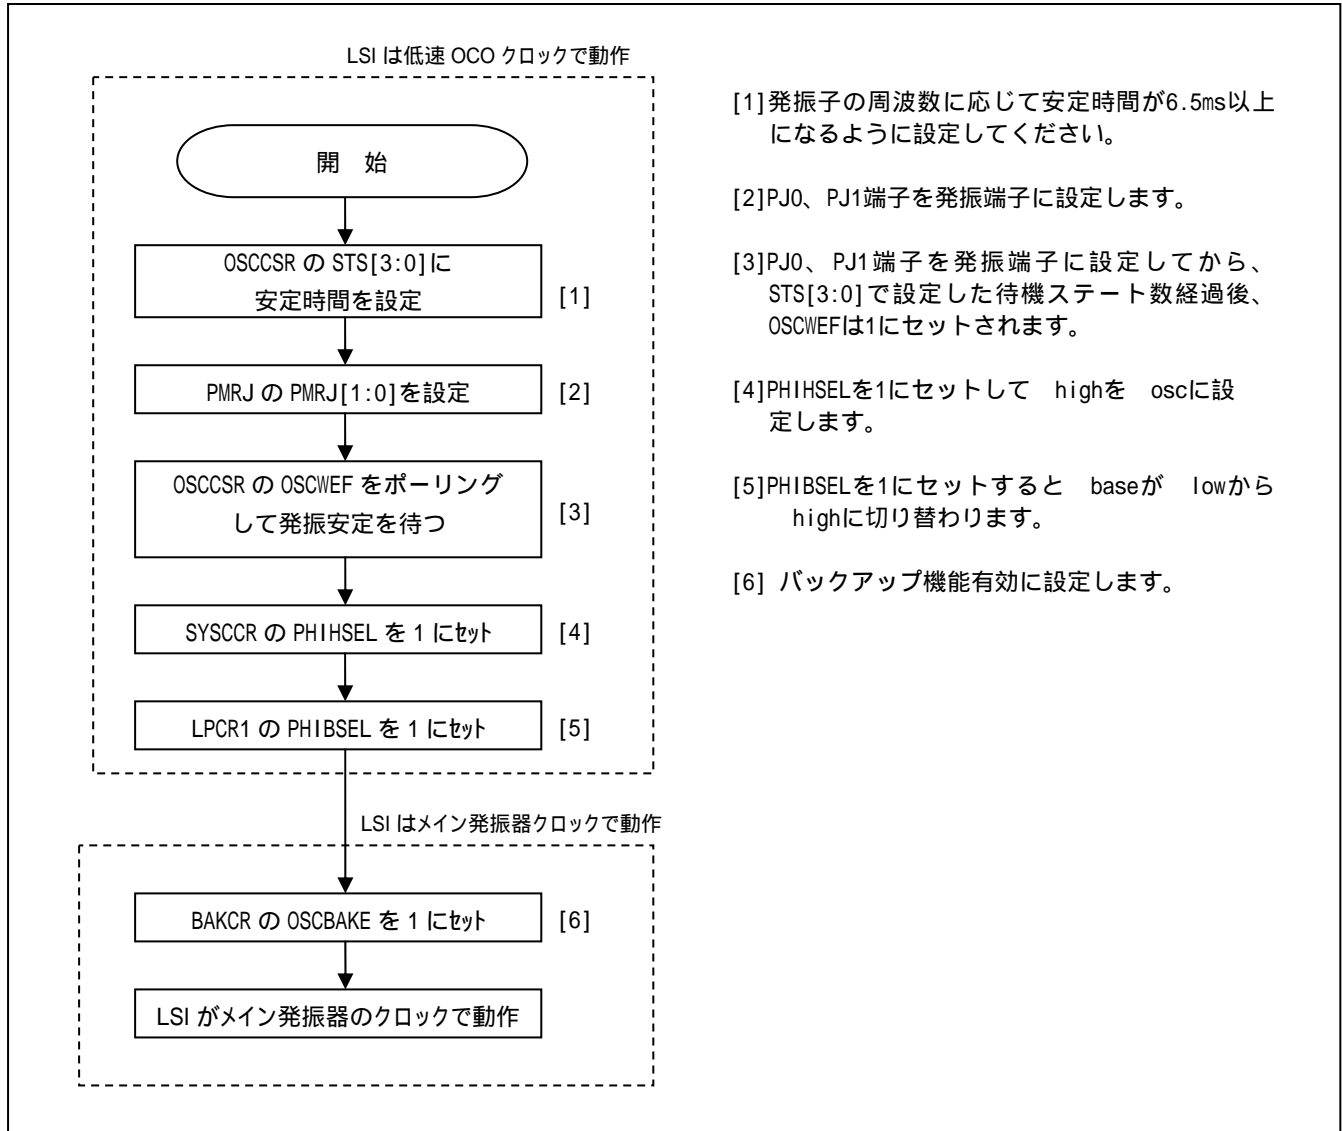 LSI は低速 OCO クロックで動作
開 始
OSCCSR の STS[3:0]に
安定時間を設定
[1]
PMRJ の PMRJ[1:0]を設定
[2]
OSCCSR の OSCWEF をポーリング
して発振安定を待つ
[3]
SYSCCR の PHIHSEL を 1 にセット
[4]
LPCR1 の PHIBSEL を 1 にセット
[5]
LSI はメイン発振器クロックで動作
BAKCR の OSCBAKE を 1 にセット
[6]
LSI がメイン発振器のクロックで動作
[1]発振子の周波数に応じて安定時間が6.5ms以上
になるように設定してください。
[2]PJ0、PJ1端子を発振端子に設定します。
[3]PJ0、PJ1端子を発振端子に設定してから、
STS[3:0]で設定した待機ステート数経過後、
OSCWEFは1にセットされます。
[4]PHIHSELを1にセットして highを oscに設
定します。
[5]PHIBSELを1にセットすると baseが lowから
highに切り替わります。
[6] バックアップ機能有効に設定します。